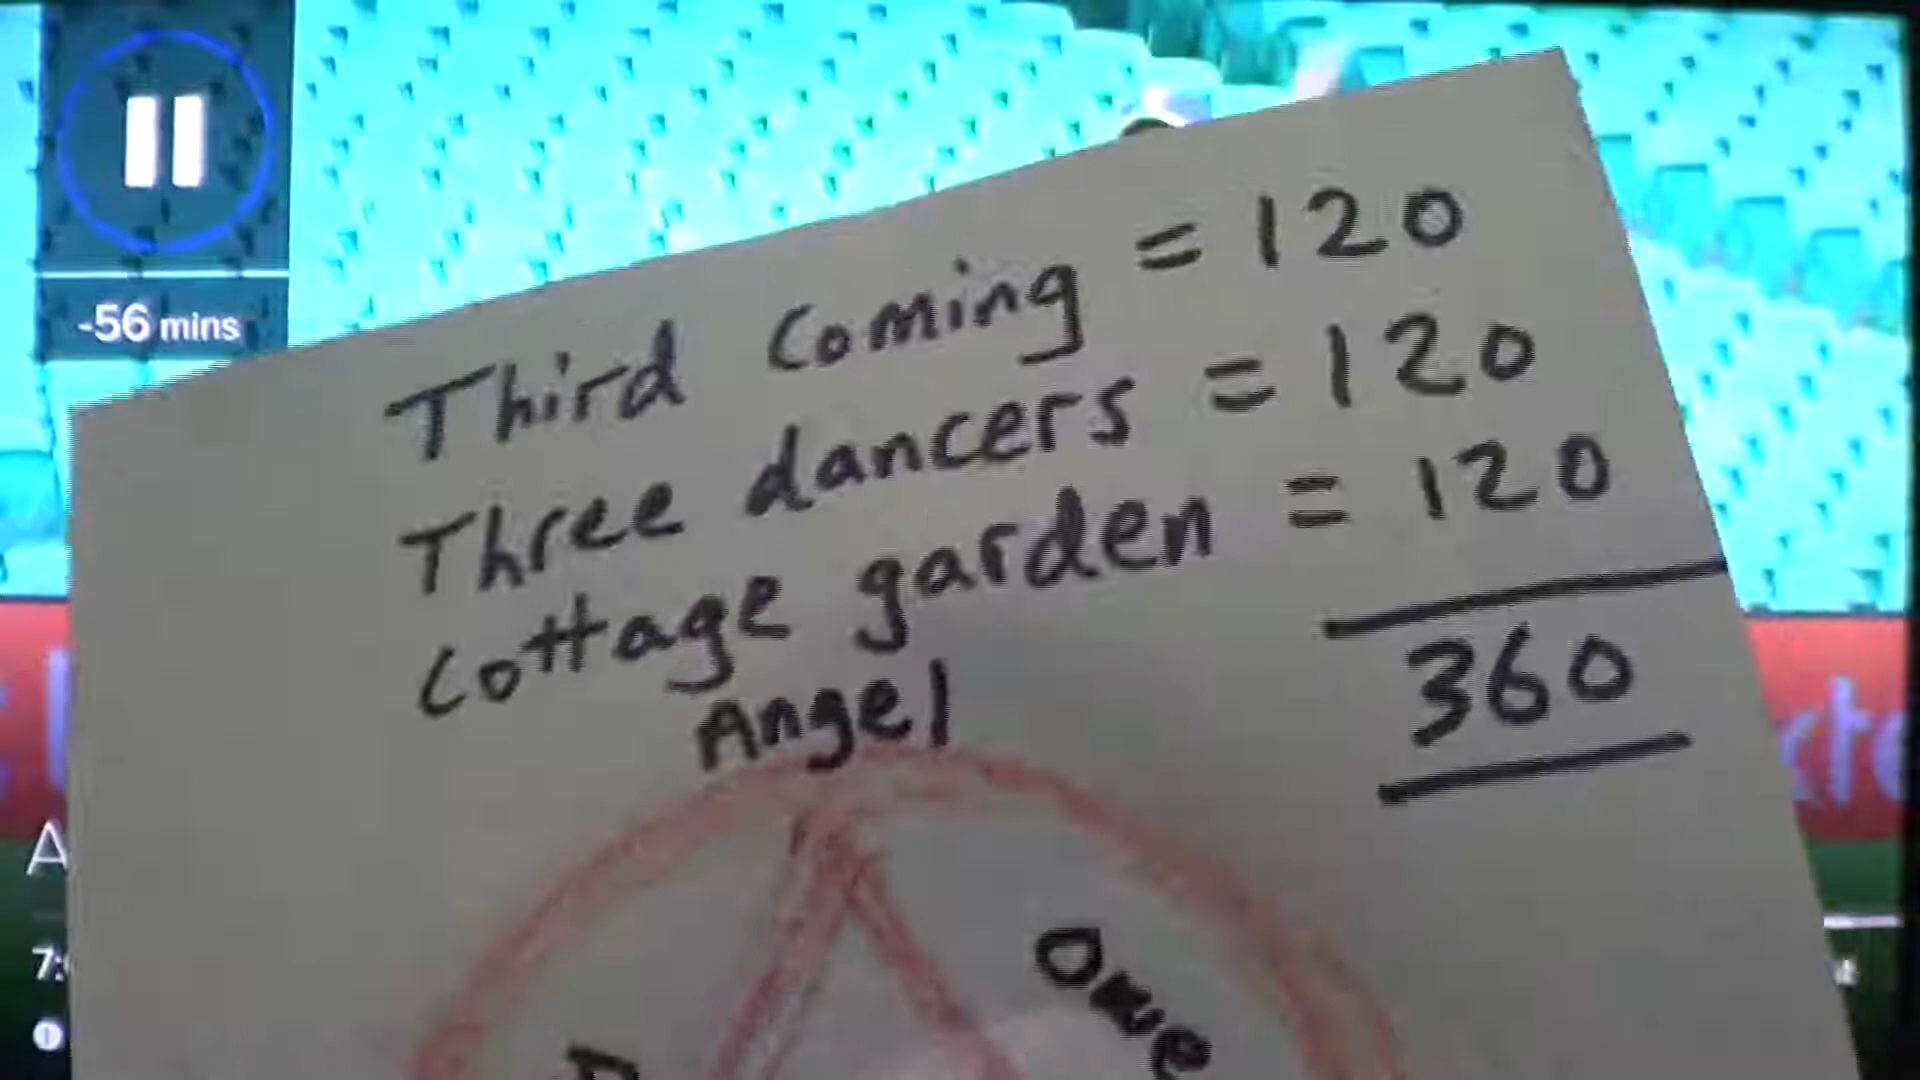 -56 mins
Third coming = 120
Three dancers = 120
cottage garden = 120
360
Angel
One